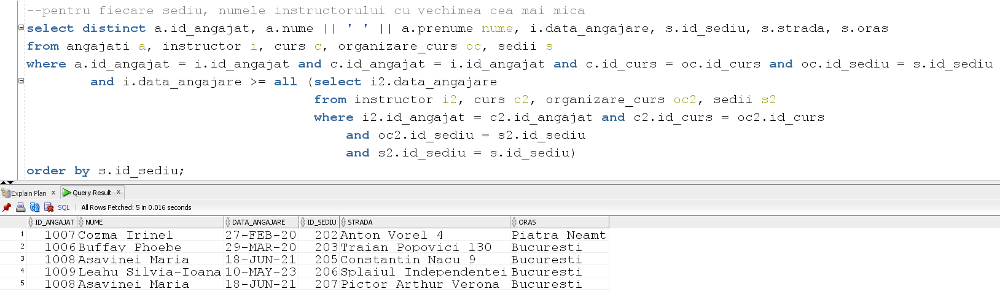 --pentru fiecare sediu, numele instructorului cu vechimea cea mai mica
select distinct a.id_angajat, a.nume || ' ' || a.prenume nume, i.data_angajare, s.id_sediu, s.strada, s.oras
from angajati a, instructor i, curs c, organizare_curs oc, sedii s
where a.id_angajat = i.id_angajat and c.id_angajat = i.id_angajat and c.id_curs = oc.id_curs and oc.id_sediu = s.id_sediu
and i.data_angajare >= all (select i2.data_angajare
from instructor i2, curs c2, organizare_curs oc2, sedii s2
where i2.id_angajat = c2.id_angajat and c2.id_curs = oc2.id_curs
and oc2.id_sediu = s2.id_sediu
and s2.id_sediu = s.id_sediu)
order by s.id_sediu;
Explain Plan x Query Result x
SQL | All Rows Fetched: 5 in 0.016 seconds
ID_ANGAJAT NUME DATA_ANGAJARE ID_SEDIU STRADA ORAS
1 1007 Cozma Irinel 27-FEB-20 202 Anton Vorel 4 Piatra Neamt
2 1006 Buffay Phoebe 29-MAR-20 203 Traian Popovici 130 Bucuresti
3 1008 Asavinei Maria 18-JUN-21 205 Constantin Nacu 9 Bucuresti
4 1009 Leahu Silvia-Ioana 10-MAY-23 206 Splaiul Independentei Bucuresti
5 1008 Asavinei Maria 18-JUN-21 207 Pictor Arthur Verona Bucuresti